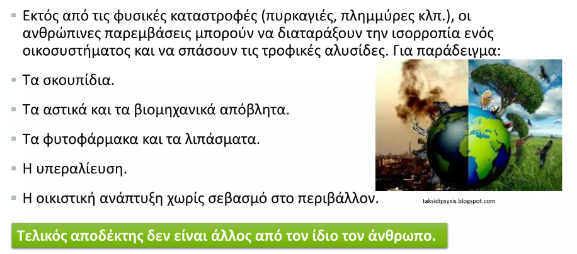 Εκτός από τις φυσικές καταστροφές (πυρκαγιές, πλημμύρες κλπ.), οι
ανθρώπινες παρεμβάσεις μπορούν να διαταράξουν την ισορροπία ενός
οικοσυστήματος και να σπάσουν τις τροφικές αλυσίδες. Για παράδειγμα:
Τα σκουπίδια.
Τα αστικά και τα βιομηχανικά απόβλητα.
Τα φυτοφάρμακα και τα λιπάσματα.
Η υπεραλίευση.
Η οικιστική ανάπτυξη χωρίς σεβασμό στο περιβάλλον.
taksidipsyxis.blogspot.com
Τελικός αποδέκτης δεν είναι άλλος από τον ίδιο τον άνθρωπο.